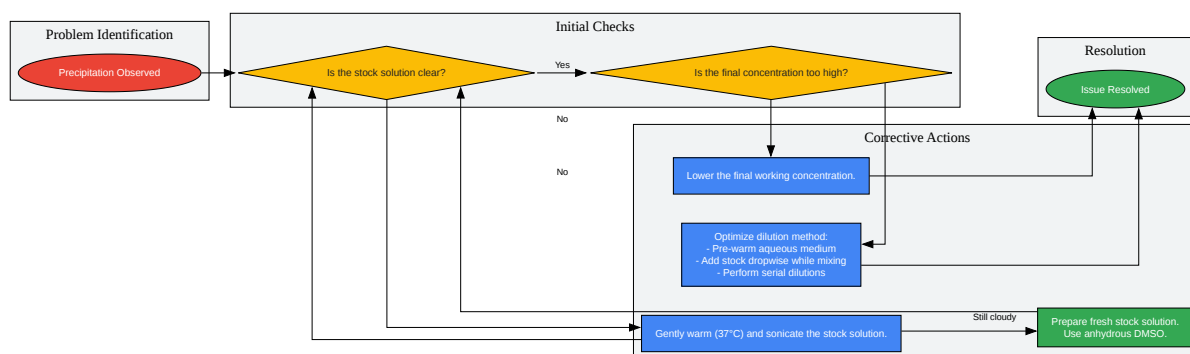 Problem Identification
Precipitation Observed
Initial Checks
Is the stock solution clear?
Yes
Is the final concentration too high?
Resolution
Issue Resolved
No
No
Corrective Actions
Lower the final working concentration.
Optimize dilution method:
- Pre-warm aqueous medium
- Add stock dropwise while mixing
- Perform serial dilutions
Gently warm (37°C) and sonicate the stock solution.
Still cloudy
Prepare fresh stock solution.
Use anhydrous DMSO.